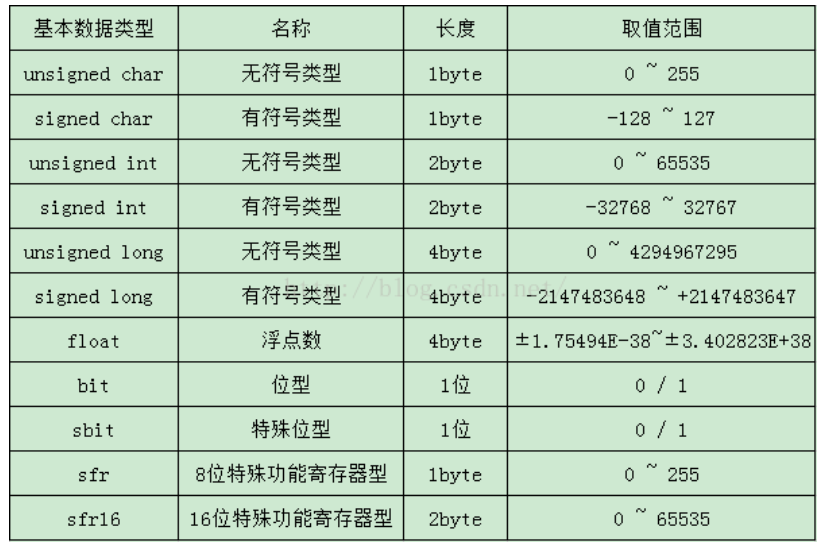 基本数据类型 名称 长度 取值范围
unsigned char 无符号类型 1byte 0 ~ 255
signed char 有符号类型 1byte -128 ~ 127
unsigned int 无符号类型 2byte 0 ~ 65535
signed int 有符号类型 2byte -32768 ~ 32767
unsigned long 无符号类型 4byte 0 ~ 4294967295
signed long 有符号类型 4byte -2147483648 ~ +2147483647
http://blog.csdn.net/
float 浮点数 4byte ±1.75494E-38~±3.402823E+38
bit 位型 1位 0 / 1
sbit 特殊位型 1位 0 / 1
sfr 8位特殊功能寄存器型 1byte 0 ~ 255
sfr16 16位特殊功能寄存器型 2byte 0 ~ 65535